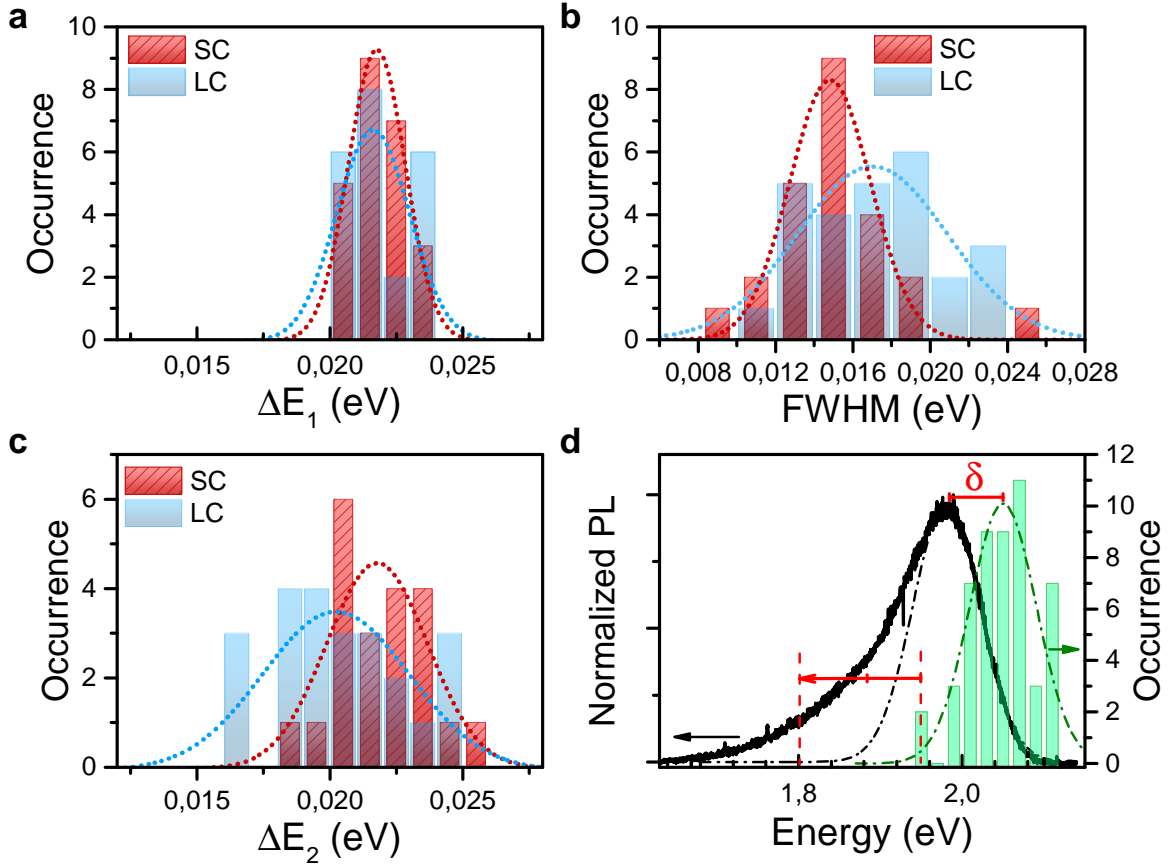 a
SC
LC
Occurrence
10
8
6
4
2
0
0,015
0,020
0,025
ΔE1 (eV)
b
SC
LC
Occurrence
10
8
6
4
2
0
0,008
0,012
0,016
0,020
0,024
0,028
FWHM (eV)
c
SC
LC
Occurrence
6
4
2
0
0,015
0,020
0,025
ΔE2 (eV)
d
δ
Normalized PL
Occurrence
12
10
8
6
4
2
0
1,8
2,0
Energy (eV)